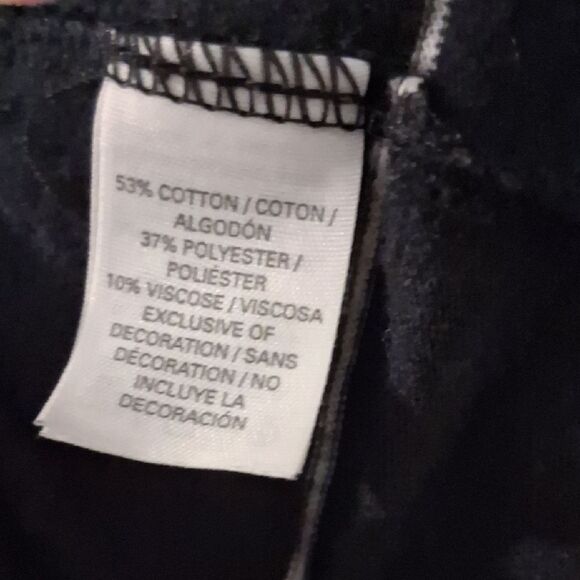 53% COTTON / COTON /
ALGODÓN
37% POLYESTER /
POLIÉSTER
10% VISCOSE / VISCOSA
EXCLUSIVE OF
DECORATION / SANS
DÉCORATION / NO
INCLUYE LA
DECORACIÓN